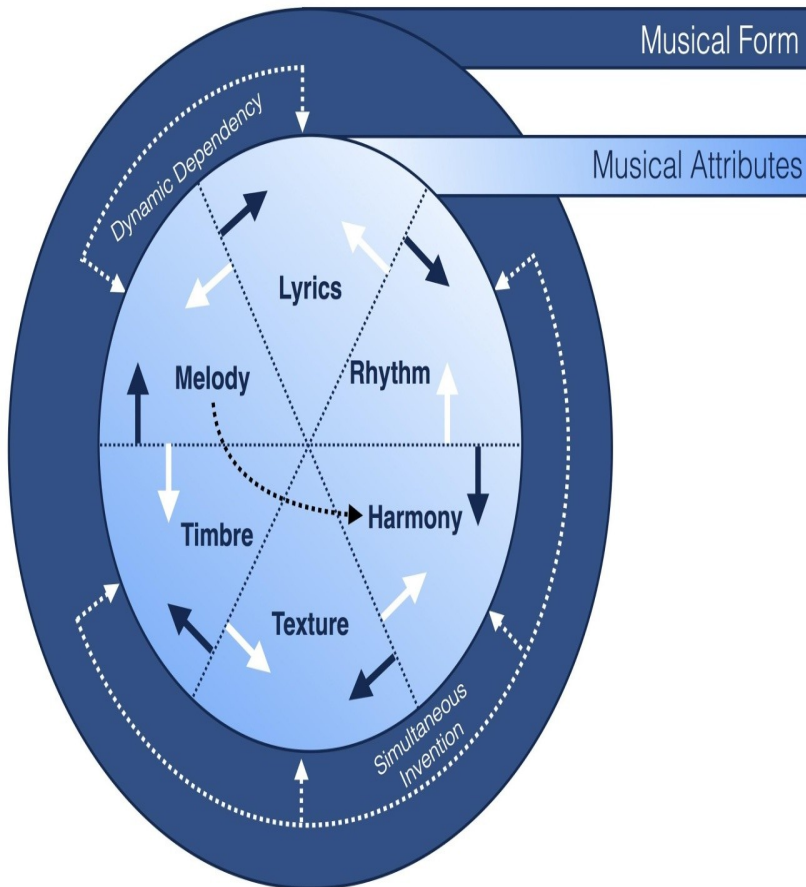 Musical Form
Musical Attributes
Dynamic Dependency
Lyrics
Melody
Rhythm
Timbre
Harmony
Texture
Simultaneous
Invention